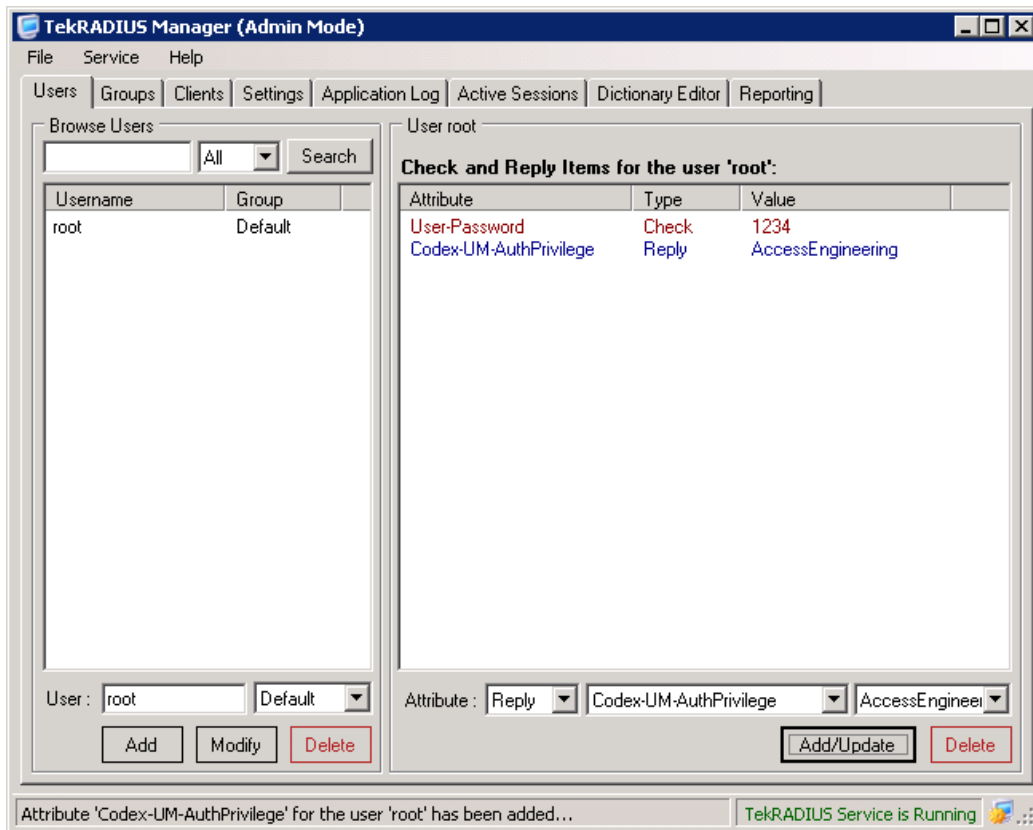 TekRADIUS Manager (Admin Mode)
File Service Help
Users Groups Clients Settings Application Log Active Sessions Dictionary Editor Reporting
Browse Users
All Search
Username Group
root Default
User : root Default
Add Modify Delete
User root
Check and Reply Items for the user 'root':
Attribute Type Value
User-Password Check 1234
Codex-UM-AuthPrivilege Reply AccessEngineering
Attribute : Reply Codex-UM-AuthPrivilege AccessEngineer
Add/Update Delete
Attribute 'Codex-UM-AuthPrivilege' for the user 'root' has been added...
TekRADIUS Service is Running